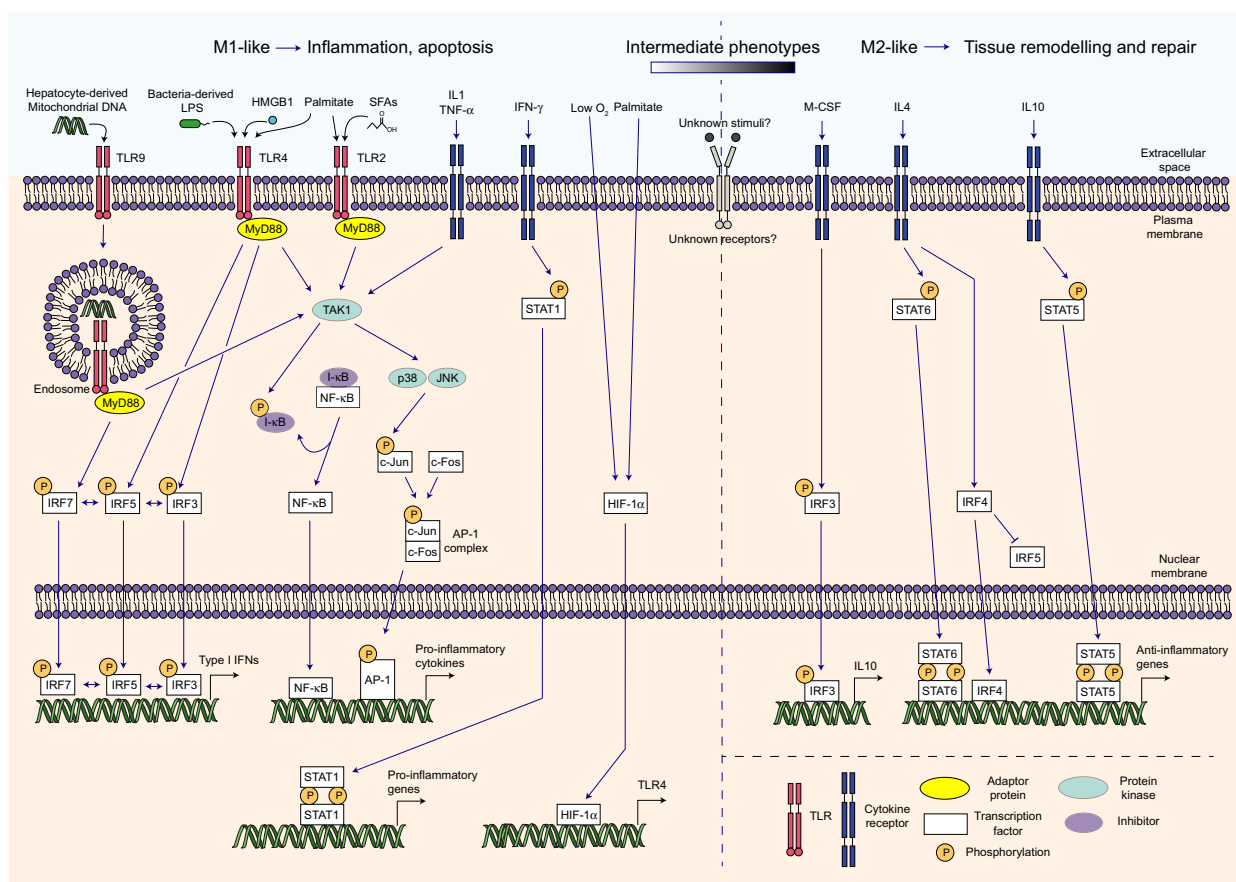 M1-like
Inflammation, apoptosis
Intermediate phenotypes
M2-like
Tissue remodelling and repair
Hepatocyte-derived
Mitochondrial DNA
Bacteria-derived
LPS
HMGB1
Palmitate
SFAs
O
OH
IL1
TNF-α
IFN-γ
Low O2
Palmitate
Unknown stimuli?
M-CSF
IL4
IL10
TLR9
TLR4
TLR2
Extracellular
space
Plasma
membrane
MyD88
MyD88
Unknown receptors?
TAK1
P
STAT1
P
STAT6
P
STAT5
Endosome
MyD88
I-κB
NF-κB
p38
JNK
P
I-κB
P
c-Jun
c-Fos
P
IRF7
P
IRF5
P
IRF3
NF-κB
P
c-Jun
c-Fos
AP-1
complex
HIF-1α
P
IRF3
IRF4
IRF5
Nuclear
membrane
P
IRF7
P
IRF5
P
IRF3
Type I IFNs
NF-κB
P
AP-1
Pro-inflammatory
cytokines
P
IRF3
IL10
STAT6
P
P
STAT6
IRF4
STAT5
P
P
STAT5
Anti-inflammatory
genes
STAT1
P
P
STAT1
Pro-inflammatory
genes
HIF-1α
TLR4
TLR
Cytokine
receptor
Adaptor
protein
Protein
kinase
Transcription
factor
Inhibitor
P
Phosphorylation